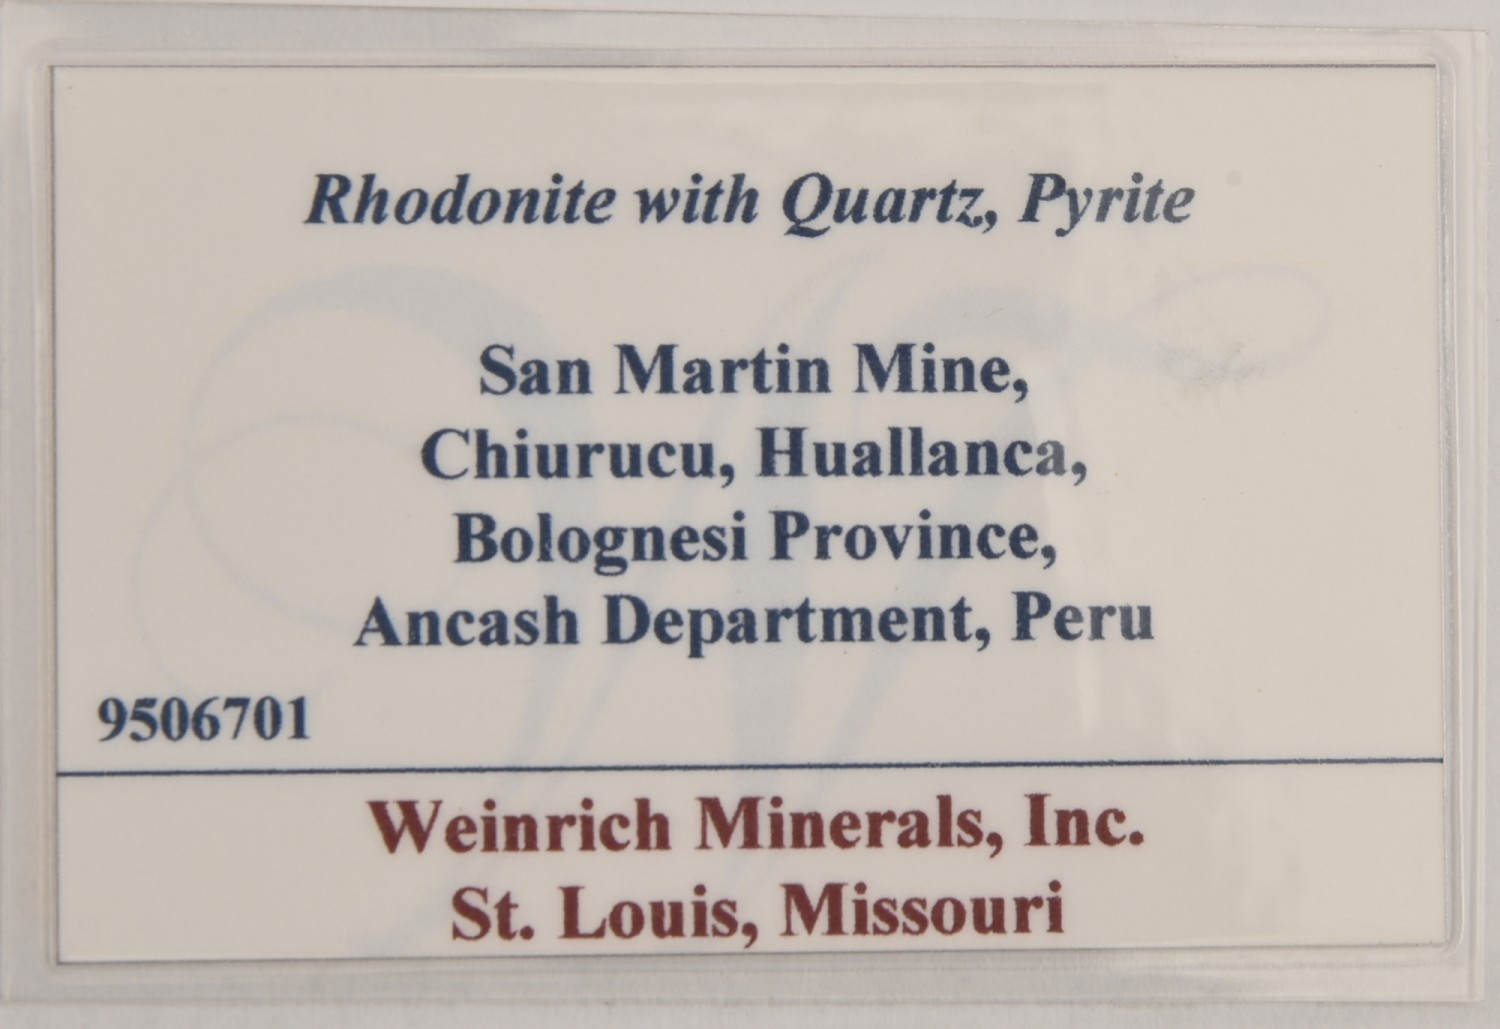 Rhodonite with Quartz, Pyrite
San Martin Mine,
Chiurucu, Huallanca,
Bolognesi Province,
Ancash Department, Peru
9506701
Weinrich Minerals, Inc.
St. Louis, Missouri